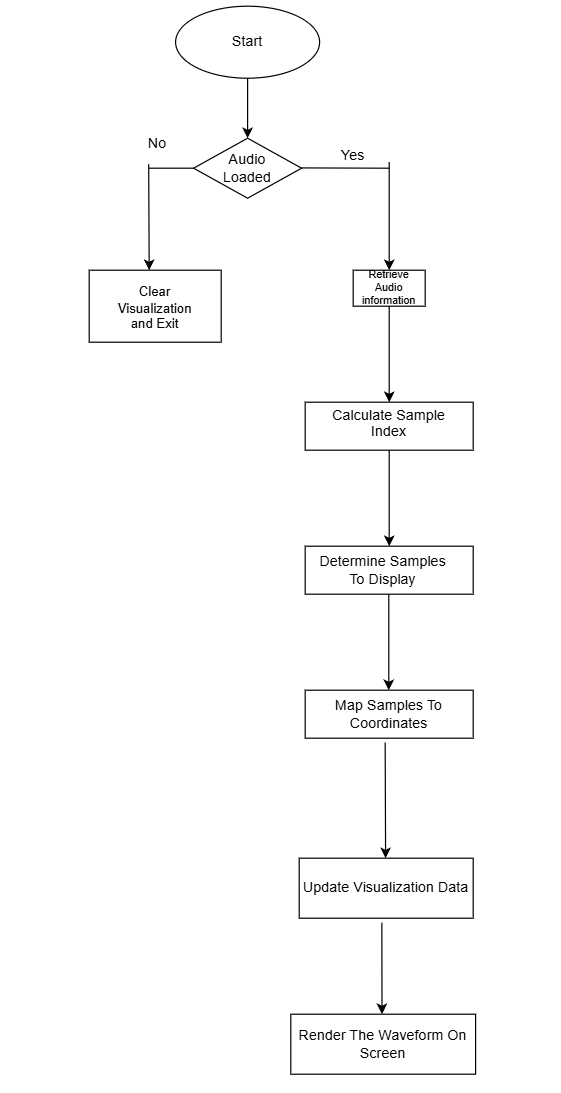 Start
No
Audio
Loaded
Yes
Clear
Visualization
and Exit
Retrieve
Audio
information
Calculate Sample
Index
Determine Samples
To Display
Map Samples To
Coordinates
Update Visualization Data
Render The Waveform On
Screen